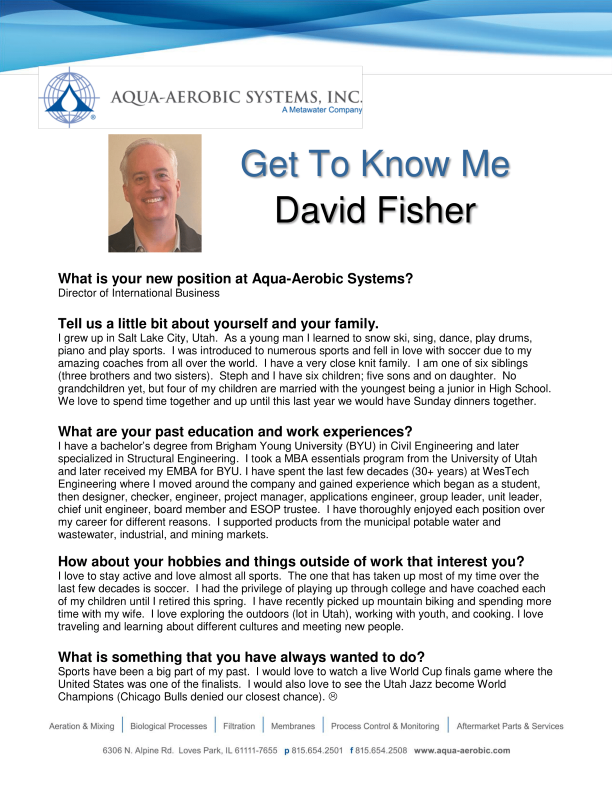 AQUA-AEROBIC SYSTEMS, INC.
A Metawater Company
®
Get To Know Me
David Fisher
What is your new position at Aqua-Aerobic Systems?
Director of International Business
Tell us a little bit about yourself and your family.
I grew up in Salt Lake City, Utah. As a young man I learned to snow ski, sing, dance, play drums,
piano and play sports. I was introduced to numerous sports and fell in love with soccer due to my
amazing coaches from all over the world. I have a very close knit family. I am one of six siblings
(three brothers and two sisters). Steph and I have six children; five sons and on daughter. No
grandchildren yet, but four of my children are married with the youngest being a junior in High School.
We love to spend time together and up until this last year we would have Sunday dinners together.
What are your past education and work experiences?
I have a bachelor's degree from Brigham Young University (BYU) in Civil Engineering and later
specialized in Structural Engineering. I took a MBA essentials program from the University of Utah
and later received my EMBA for BYU. I have spent the last few decades (30+ years) at WesTech
Engineering where I moved around the company and gained experience which began as a student,
then designer, checker, engineer, project manager, applications engineer, group leader, unit leader,
chief unit engineer, board member and ESOP trustee. I have thoroughly enjoyed each position over
my career for different reasons. I supported products from the municipal potable water and
wastewater, industrial, and mining markets.
How about your hobbies and things outside of work that interest you?
I love to stay active and love almost all sports. The one that has taken up most of my time over the
last few decades is soccer. I had the privilege of playing up through college and have coached each
of my children until I retired this spring. I have recently picked up mountain biking and spending more
time with my wife. I love exploring the outdoors (lot in Utah), working with youth, and cooking. I love
traveling and learning about different cultures and meeting new people.
What is something that you have always wanted to do?
Sports have been a big part of my past. I would love to watch a live World Cup finals game where the
United States was one of the finalists. I would also love to see the Utah Jazz become World
Champions (Chicago Bulls denied our closest chance). ☹
Aeration & Mixing | Biological Processes | Filtration | Membranes | Process Control & Monitoring | Aftermarket Parts & Services
6306 N. Alpine Rd. Loves Park, IL 61111-7655 p 815.654.2501 f 815.654.2508 www.aqua-aerobic.com